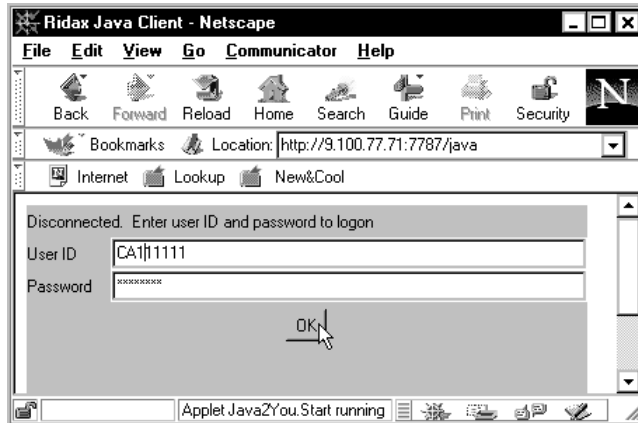 Ridax Java Client - Netscape
File Edit View Go Communicator Help
Back Forward Reload Home Search Guide Print Security
N
Bookmarks Location: http://9.100.77.71:7787/java
Internet Lookup New&Cool
Disconnected. Enter user ID and password to logon
User ID CA111111
Password ********
OK
Applet Java2You.Start running